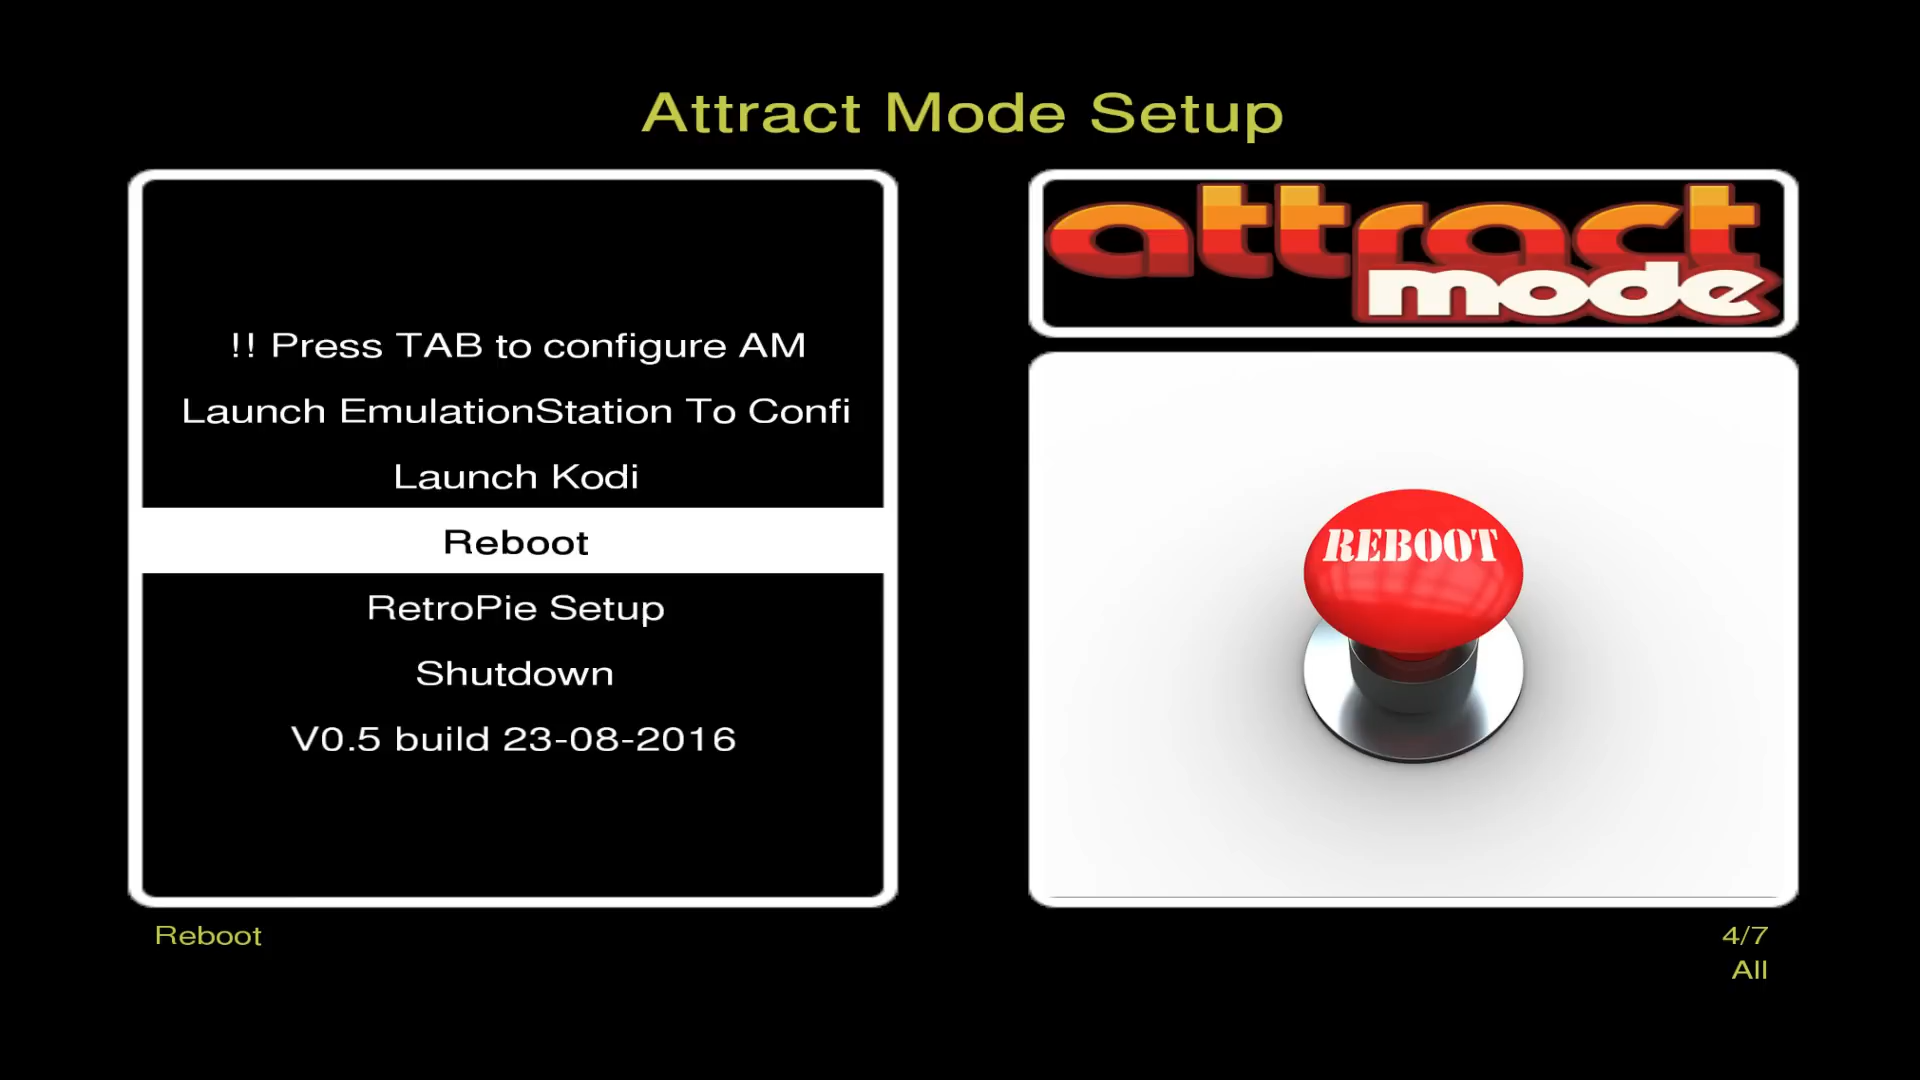 Attract Mode Setup
!! Press TAB to configure AM
Launch EmulationStation To Confi
Launch Kodi
Reboot
RetroPie Setup
Shutdown
V0.5 build 23-08-2016
attract
mode
REBOOT
Reboot
4/7
All